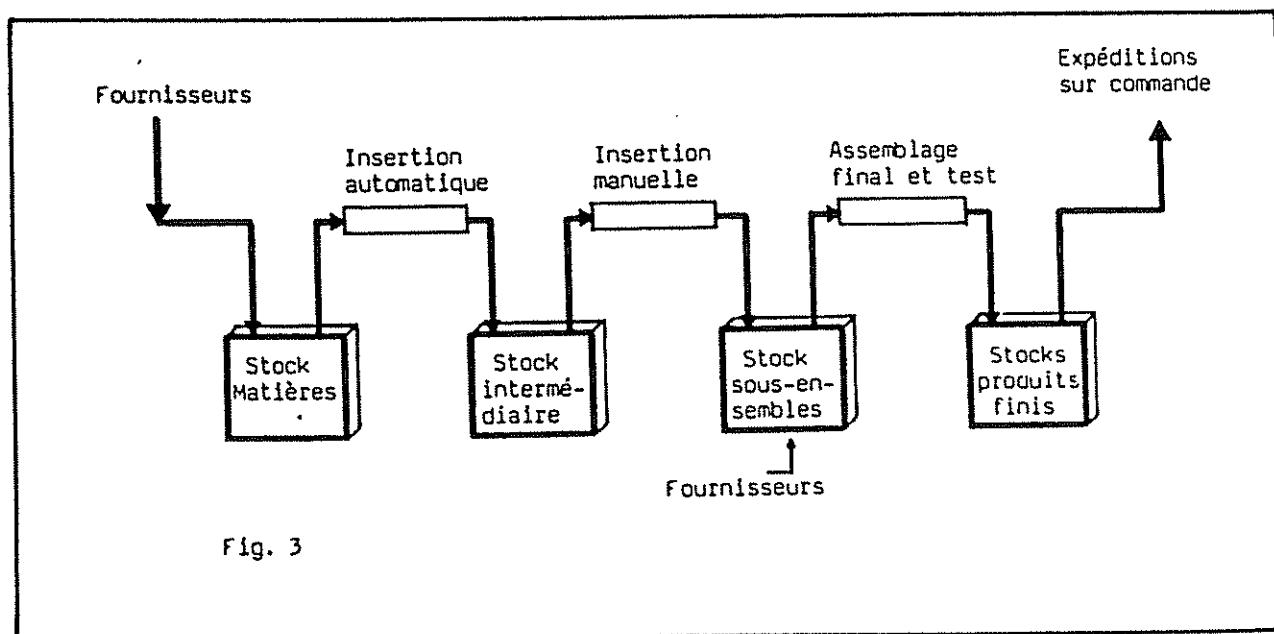 Expéditions
sur commande
Fournisseurs
Insertion
automatique
Insertion
manuelle
Assemblage
final et test
Stock
Matières
Stock
intermé-
diaire
Stock
sous-en-
sembles
Stocks
produits
finis
Fournisseurs
Fig. 3